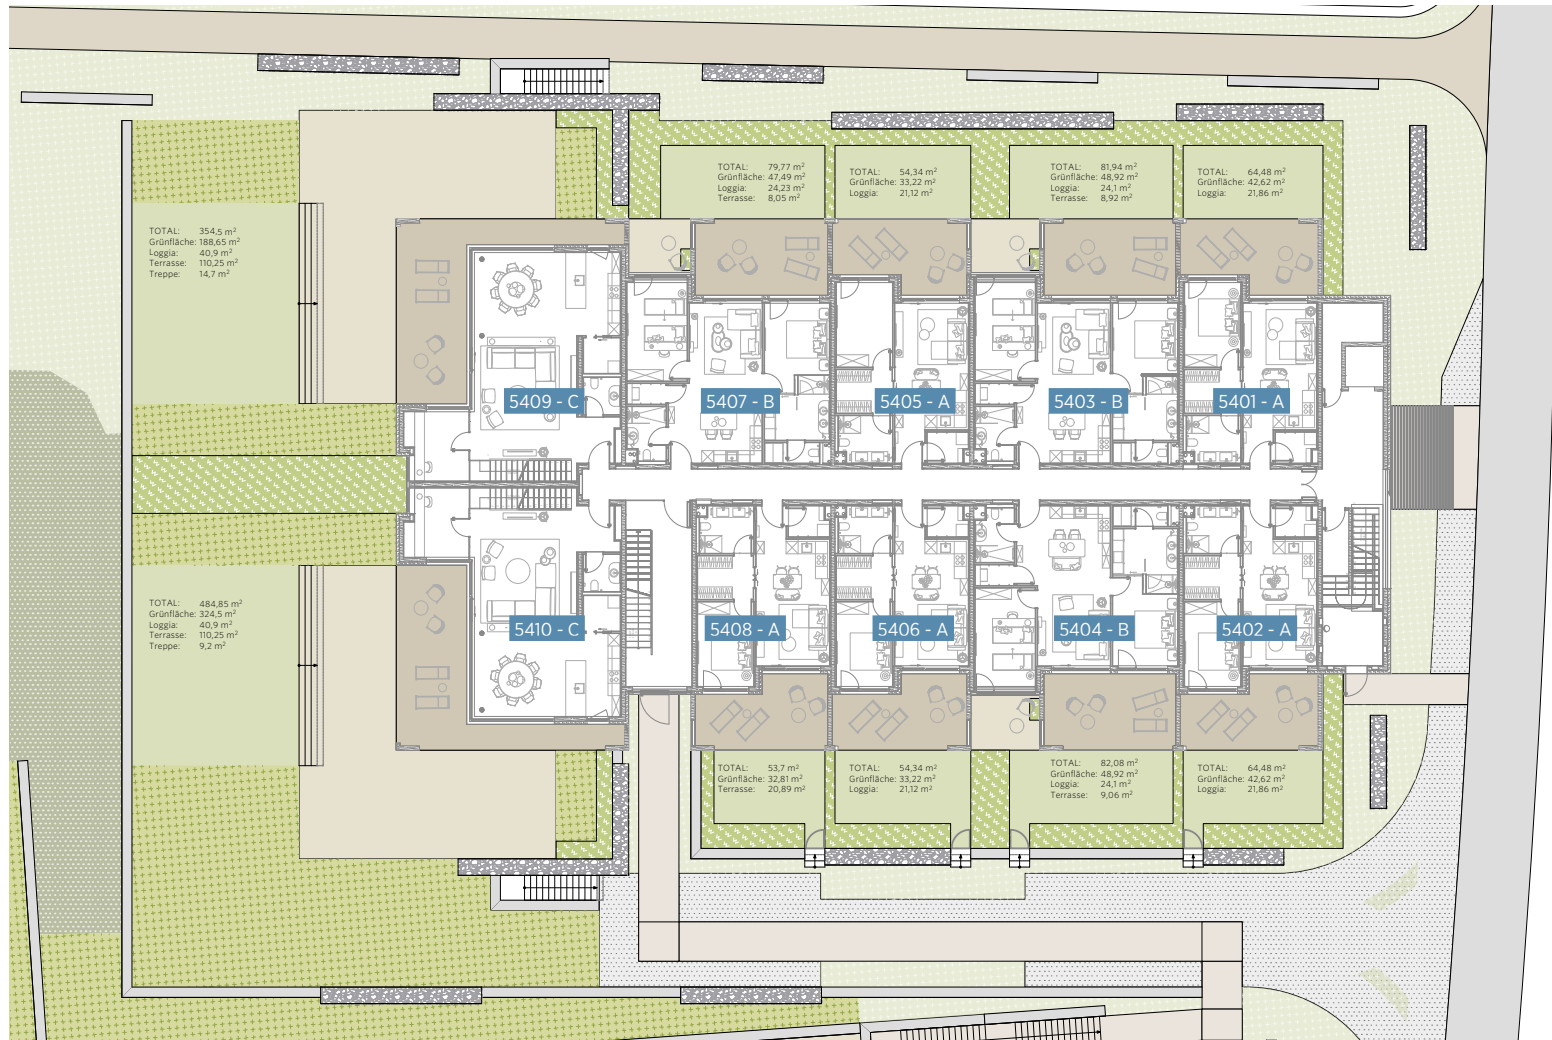 TOTAL: 79,77 m²
Grünfläche: 47,49 m²
Loggia: 24,23 m²
Terrasse: 8,05 m²
TOTAL: 54,34 m²
Grünfläche: 33,22 m²
Loggia: 21,12 m²
TOTAL: 81,94 m²
Grünfläche: 48,92 m²
Loggia: 24,1 m²
Terrasse: 8,92 m²
TOTAL: 64,48 m²
Grünfläche: 42,62 m²
Loggia: 21,86 m²
TOTAL: 354,5 m²
Grünfläche: 188,65 m²
Loggia: 40,9 m²
Terrasse: 110,25 m²
Treppe: 14,7 m²
5409 - C
5407 - B
5405 - A
5403 - B
5401 - A
TOTAL: 484,85 m²
Grünfläche: 324,5 m²
Loggia: 40,9 m²
Terrasse: 110,25 m²
Treppe: 9,2 m²
5410 - C
5408 - A
5406 - A
5404 - B
5402 - A
TOTAL: 53,7 m²
Grünfläche: 32,81 m²
Terrasse: 20,89 m²
TOTAL: 54,34 m²
Grünfläche: 33,22 m²
Loggia: 21,12 m²
TOTAL: 82,08 m²
Grünfläche: 48,92 m²
Loggia: 24,1 m²
Terrasse: 9,06 m²
TOTAL: 64,48 m²
Grünfläche: 42,62 m²
Loggia: 21,86 m²